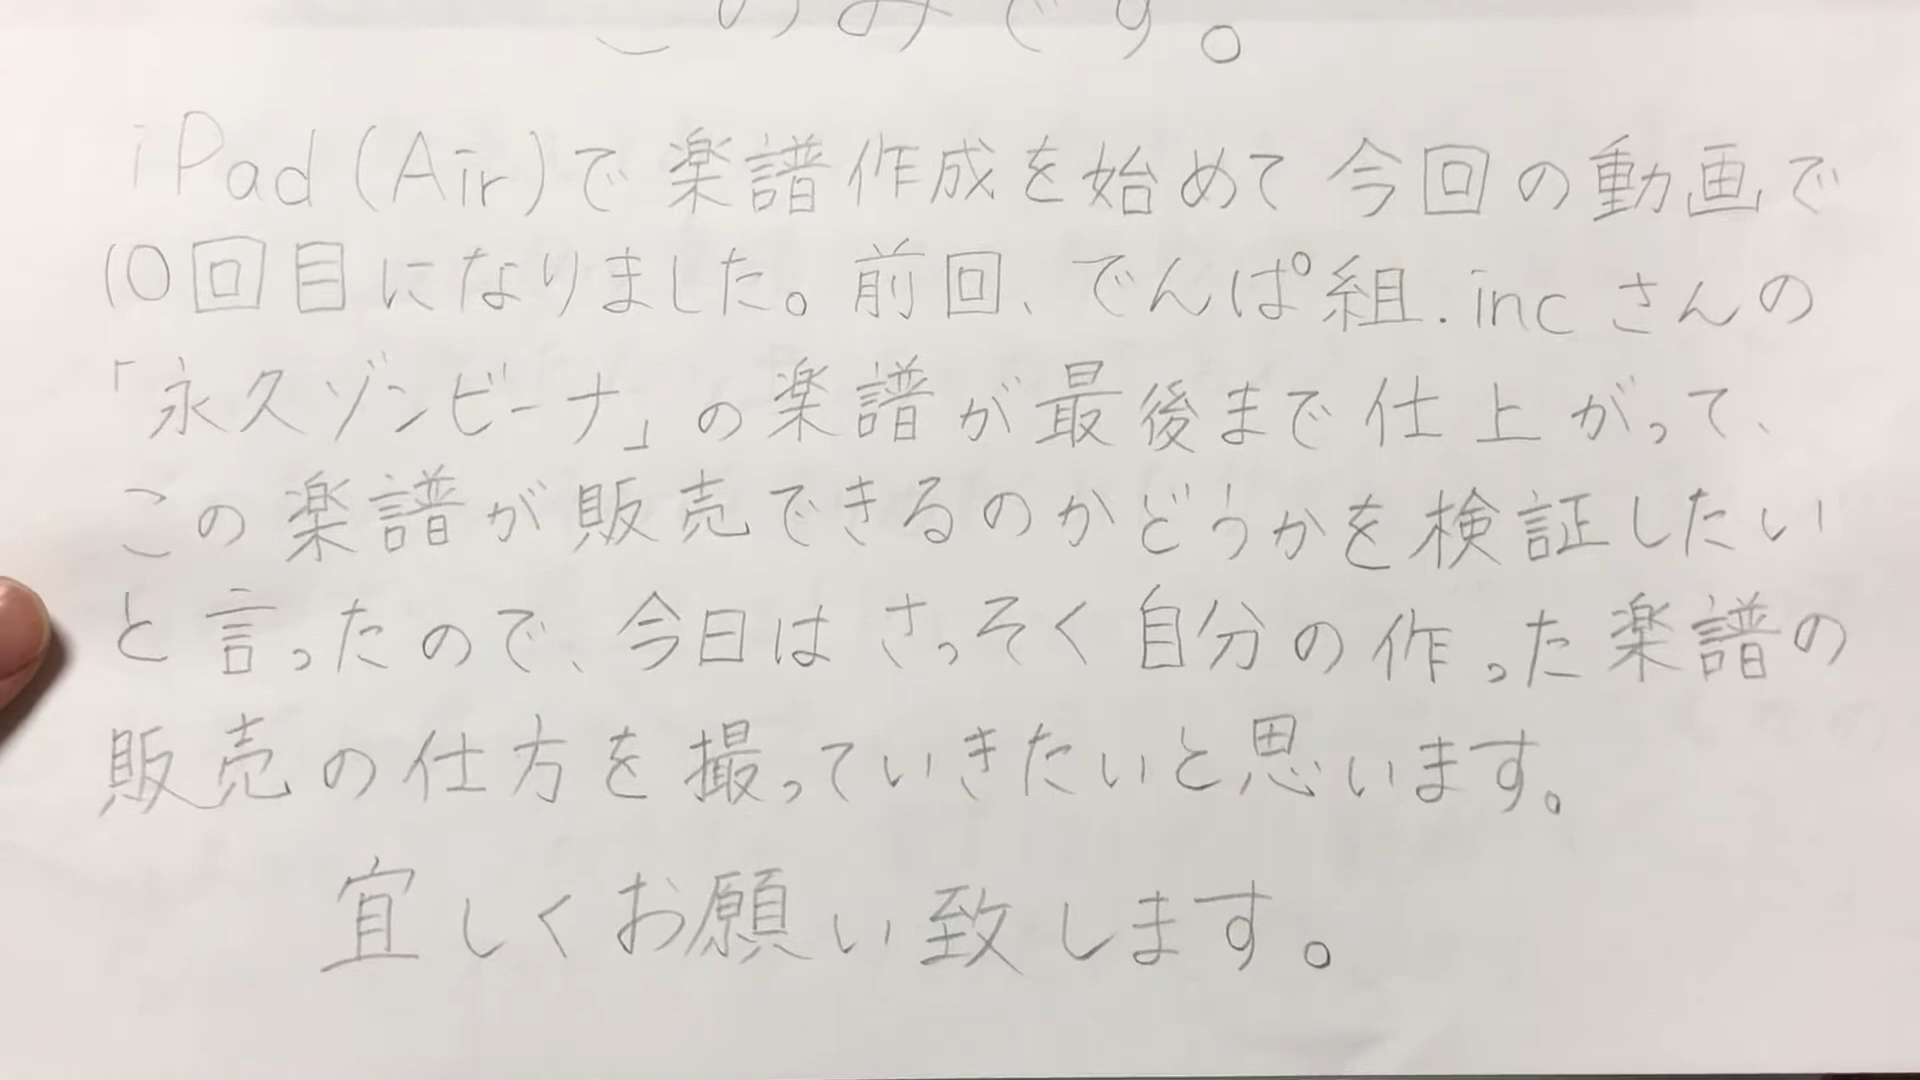 このみです。
iPad(Air)で楽譜作成を始めて今回の動画で
10回目になりました。前回、でんぱ組.incさんの
「永久ゾンビーナ」の楽譜が最後まで仕上がって、
この楽譜が販売できるのかどうかを検証したい
と言ったので、今日はさっそく自分の作った楽譜の
販売の仕方を撮っていきたいと思います。
宜しくお願い致します。